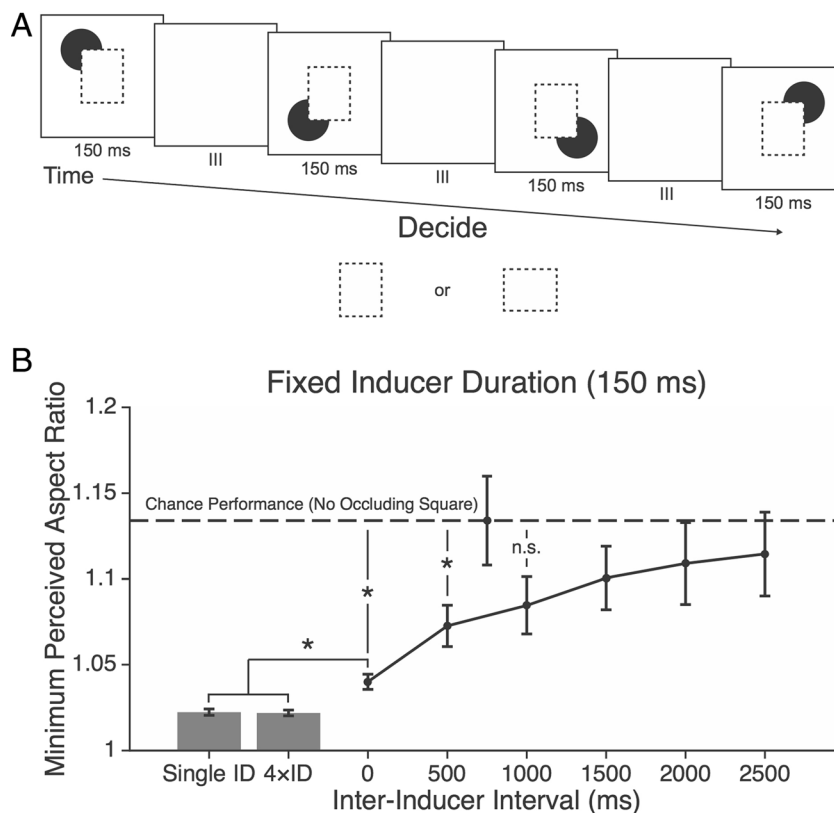 A
150 ms
III
150 ms
III
150 ms
III
150 ms
Time
Decide
or
B
Fixed Inducer Duration (150 ms)
Minimum Perceived Aspect Ratio
1.2
1.15
1.1
1.05
1
Chance Performance (No Occluding Square)
*
*
n.s.
*
Single ID 4×ID 0 500 1000 1500 2000 2500
Inter-Inducer Interval (ms)